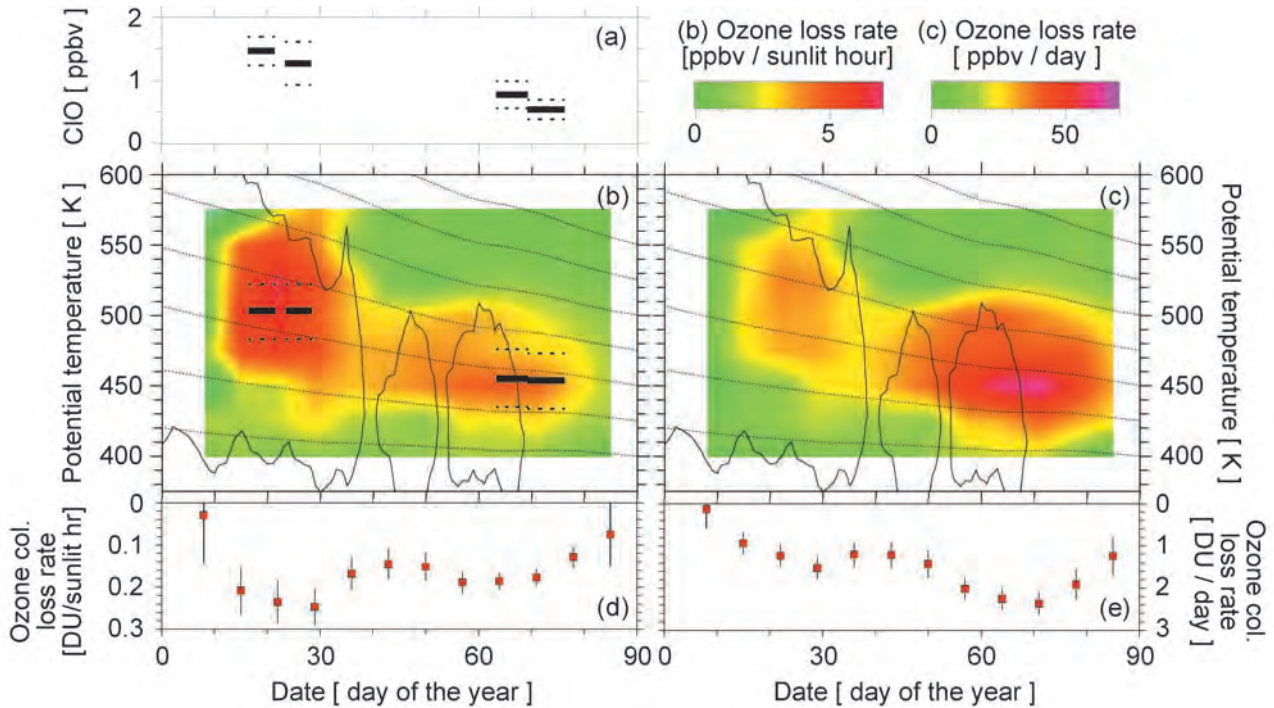 ClO [ ppbv]
2
1
0
(a)
(b) Ozone loss rate
[ppbv / sunlit hour]
0 5
(c) Ozone loss rate
[ ppbv / day ]
0 50
Potential temperature [ K]
600
550
500
450
400
(b)
(c)
600
550
500
450
400
Potential temperature [ K ]
Ozone col.
loss rate
[DU/sunlit hr]
0
0.1
0.2
0.3
(d)
(e)
0
1
2
3
Ozone col.
loss rate
[ DU / day ]
0 30 60 90
0 30 60 90
Date [ day of the year ]
Date [ day of the year ]